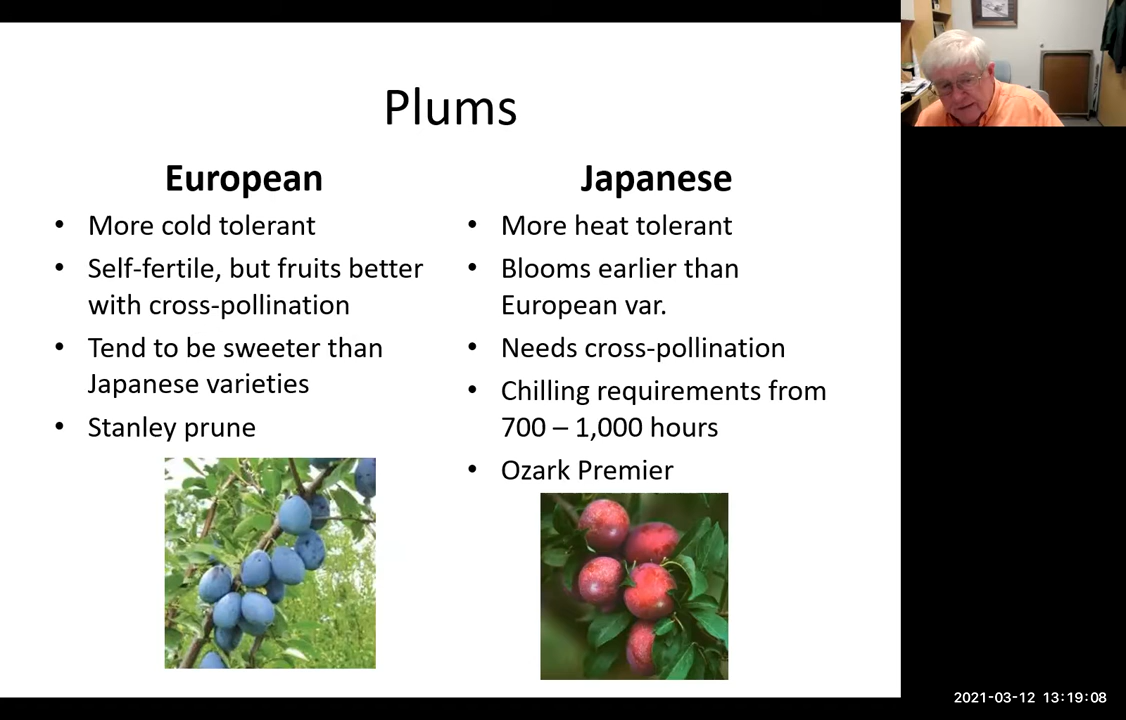 Plums
European
• More cold tolerant
• Self-fertile, but fruits better
with cross-pollination
• Tend to be sweeter than
Japanese varieties
• Stanley prune
Japanese
• More heat tolerant
• Blooms earlier than
European var.
• Needs cross-pollination
• Chilling requirements from
700 – 1,000 hours
• Ozark Premier
2021-03-12 13:19:08